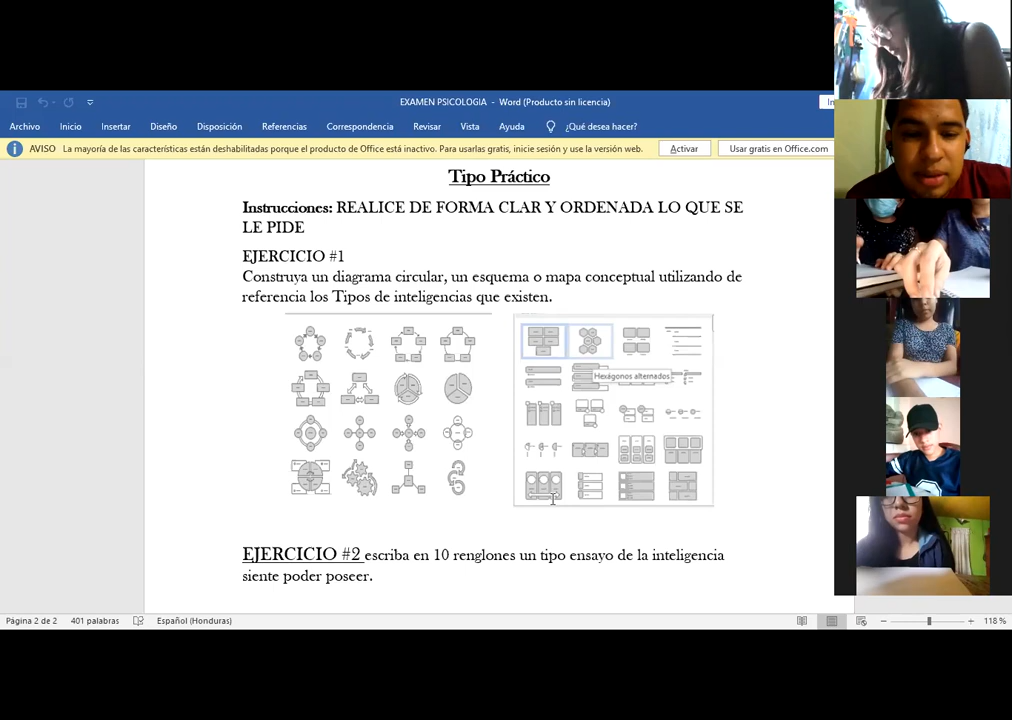 EXAMEN PSICOLOGIA - Word (Producto sin licencia)
Archivo Inicio Insertar Diseño Disposición Referencias Correspondencia Revisar Vista Ayuda ¿Qué desea hacer?
AVISO La mayoría de las características están deshabilitadas porque el producto de Office está inactivo. Para usarlas gratis, inicie sesión y use la versión web. Activar Usar gratis en Office.com
Tipo Práctico
Instrucciones: REALICE DE FORMA CLAR Y ORDENADA LO QUE SE
LE PIDE
EJERCICIO #1
Construya un diagrama circular, un esquema o mapa conceptual utilizando de
referencia los Tipos de inteligencias que existen.
Hexágonos alternados
EJERCICIO #2 escriba en 10 renglones un tipo ensayo de la inteligencia
siente poder poseer.
Página 2 de 2 401 palabras Español (Honduras) 118 %